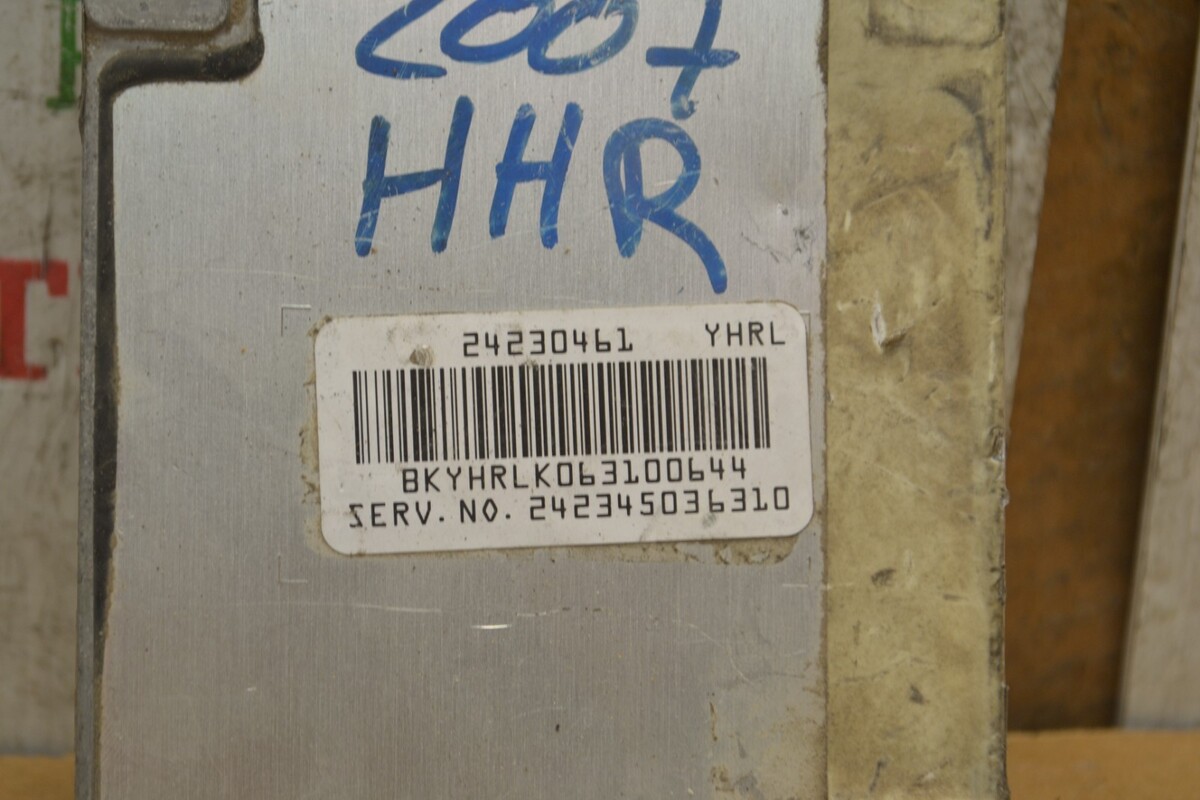 2007
HHR
T
24230461 YHRL
BKYHRLK063100644
SERV. NO. 242345036310